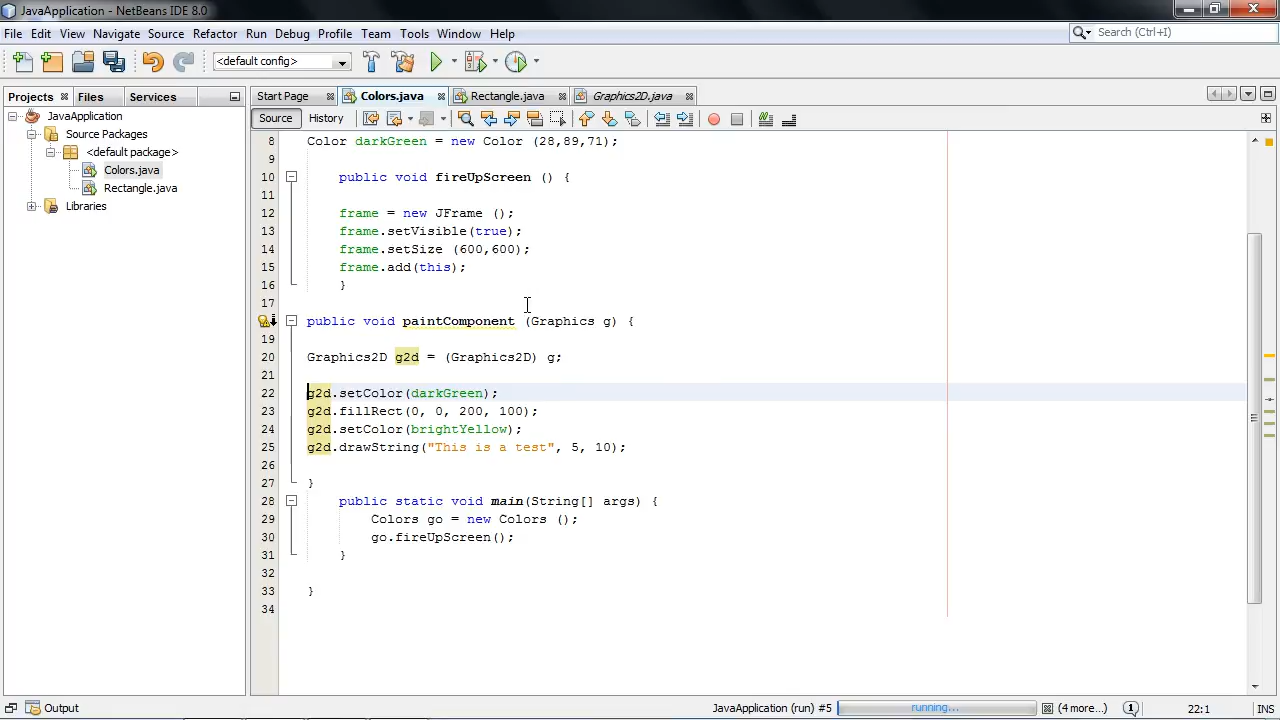 JavaApplication - NetBeans IDE 8.0
File Edit View Navigate Source Refactor Run Debug Profile Team Tools Window Help
Search (Ctrl+I)
<default config>
Projects Files Services
Start Page Colors.java Rectangle.java Graphics2D.java
JavaApplication
Source History
Source Packages
<default package>
Colors.java
Rectangle.java
Libraries
8 Color darkGreen = new Color (28,89,71);
9
10 public void fireUpScreen () {
11
12 frame = new JFrame ();
13 frame.setVisible(true);
14 frame.setSize (600,600);
15 frame.add(this);
16 }
17
18 public void paintComponent (Graphics g) {
19
20 Graphics2D g2d = (Graphics2D) g;
21
22 g2d.setColor(darkGreen);
23 g2d.fillRect(0, 0, 200, 100);
24 g2d.setColor(brightYellow);
25 g2d.drawString("This is a test", 5, 10);
26
27 }
28 public static void main(String[] args) {
29 Colors go = new Colors ();
30 go.fireUpScreen();
31 }
32
33 }
34
Output
JavaApplication (run) #5 running... (4 more...) 1 22:1 INS